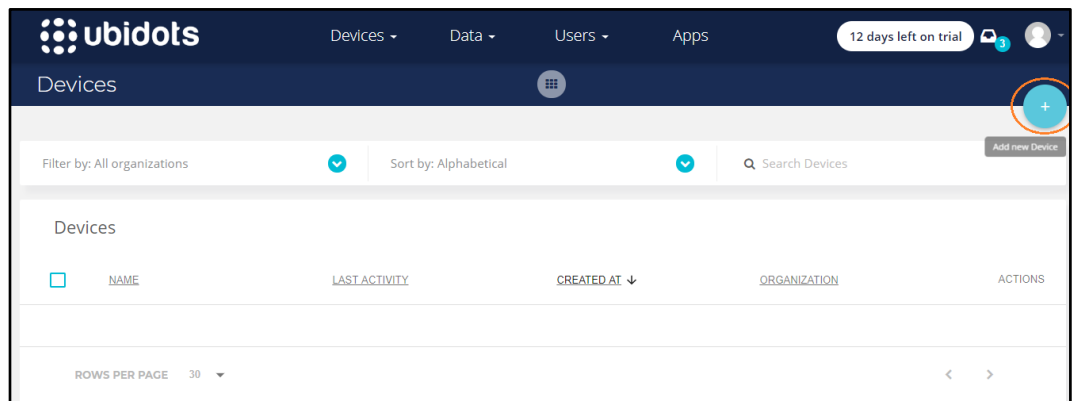 ubidots
Devices Data Users Apps 12 days left on trial 3
Devices
+
Add new Device
Filter by: All organizations Sort by: Alphabetical Search Devices
Devices
NAME LAST ACTIVITY CREATED AT ↓ ORGANIZATION ACTIONS
ROWS PER PAGE 30 < >